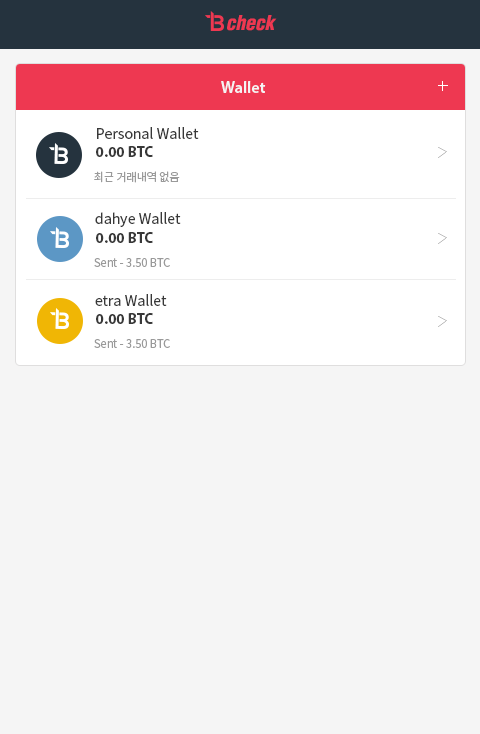 Bcheck
Wallet
Personal Wallet
0.00 BTC
최근 거래내역 없음
dahye Wallet
0.00 BTC
Sent - 3.50 BTC
etra Wallet
0.00 BTC
Sent - 3.50 BTC